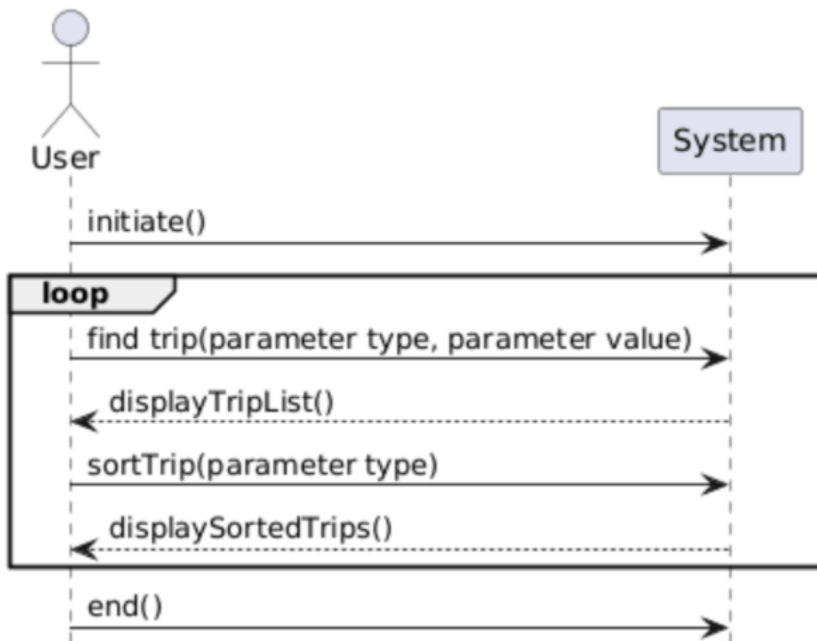 User
System
initiate()
loop
find trip(parameter type, parameter value)
displayTripList()
sortTrip(parameter type)
displaySortedTrips()
end()